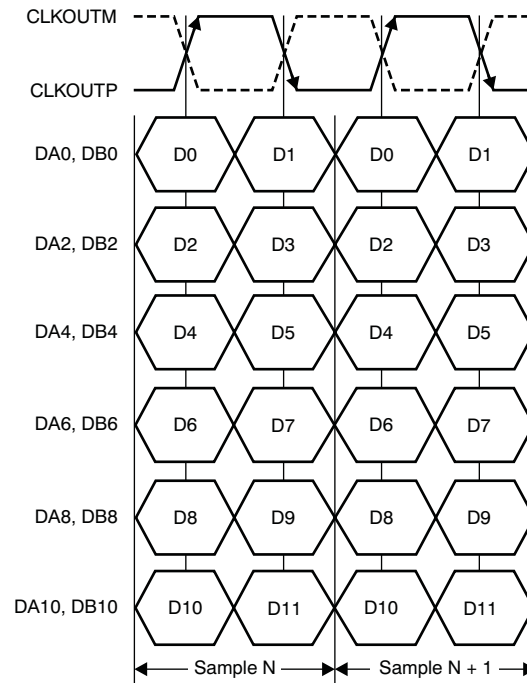 CLKOUTM
CLKOUTP
DA0, DB0 D0 D1 D0 D1
DA2, DB2 D2 D3 D2 D3
DA4, DB4 D4 D5 D4 D5
DA6, DB6 D6 D7 D6 D7
DA8, DB8 D8 D9 D8 D9
DA10, DB10 D10 D11 D10 D11
Sample N Sample N + 1